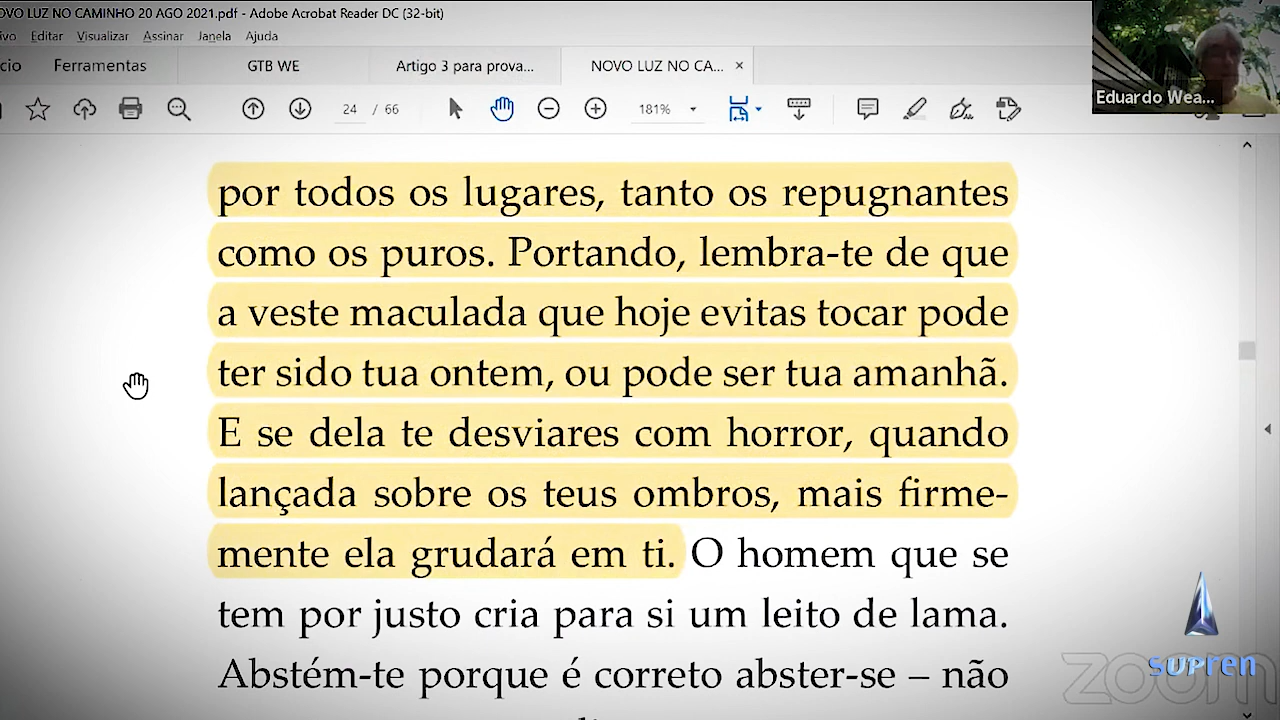 OVO LUZ NO CAMINHO 20 AGO 2021.pdf - Adobe Acrobat Reader DC (32-bit)
ivo Editar Visualizar Assinar Janela Ajuda
cio Ferramentas GTB WE Artigo 3 para prova... NOVO LUZ NO CA... ×
24 / 66 181%
Eduardo Wea...
por todos os lugares, tanto os repugnantes
como os puros. Portando, lembra-te de que
a veste maculada que hoje evitas tocar pode
ter sido tua ontem, ou pode ser tua amanhã.
E se dela te desviares com horror, quando
lançada sobre os teus ombros, mais firme-
mente ela grudará em ti. O homem que se
tem por justo cria para si um leito de lama.
Abstém-te porque é correto abster-se – não
zoom
supren